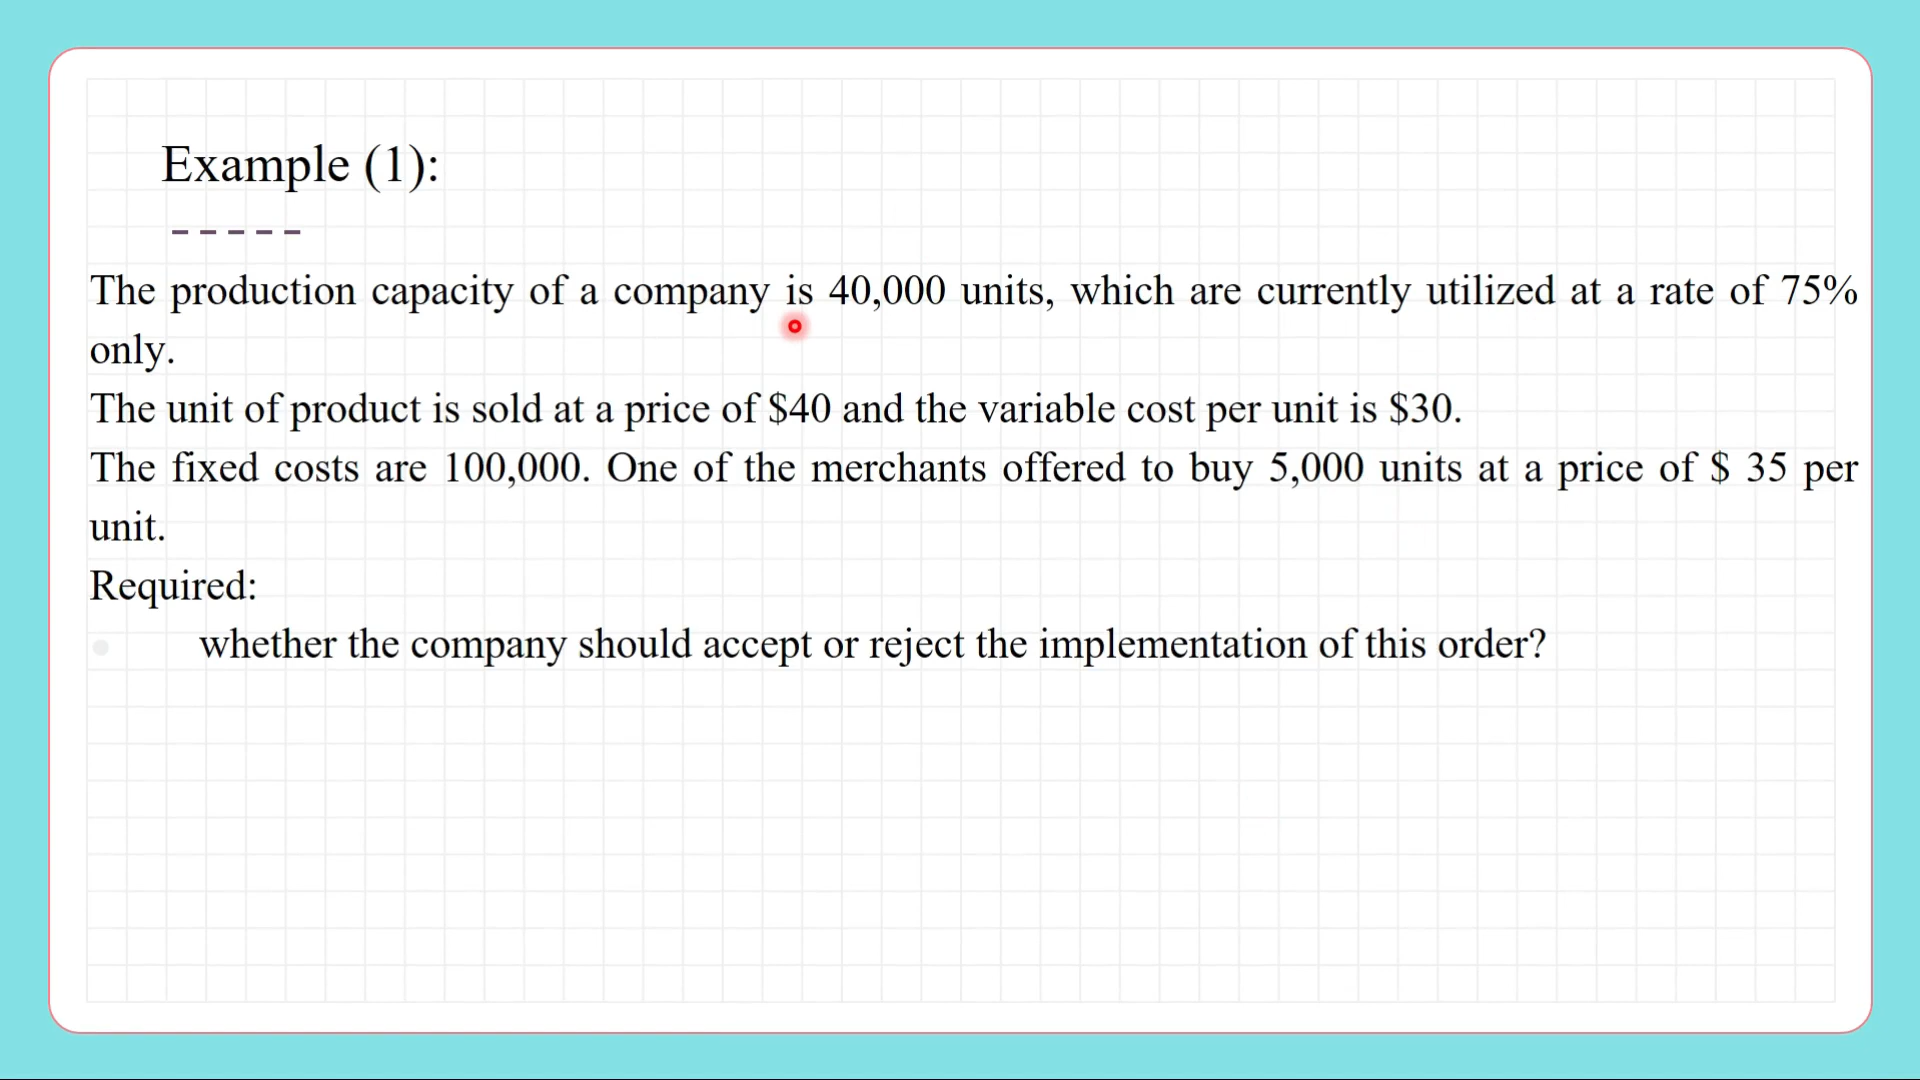 Example (1):
The production capacity of a company is 40,000 units, which are currently utilized at a rate of 75%
only.
The unit of product is sold at a price of $40 and the variable cost per unit is $30.
The fixed costs are 100,000. One of the merchants offered to buy 5,000 units at a price of $ 35 per
unit.
Required:
whether the company should accept or reject the implementation of this order?